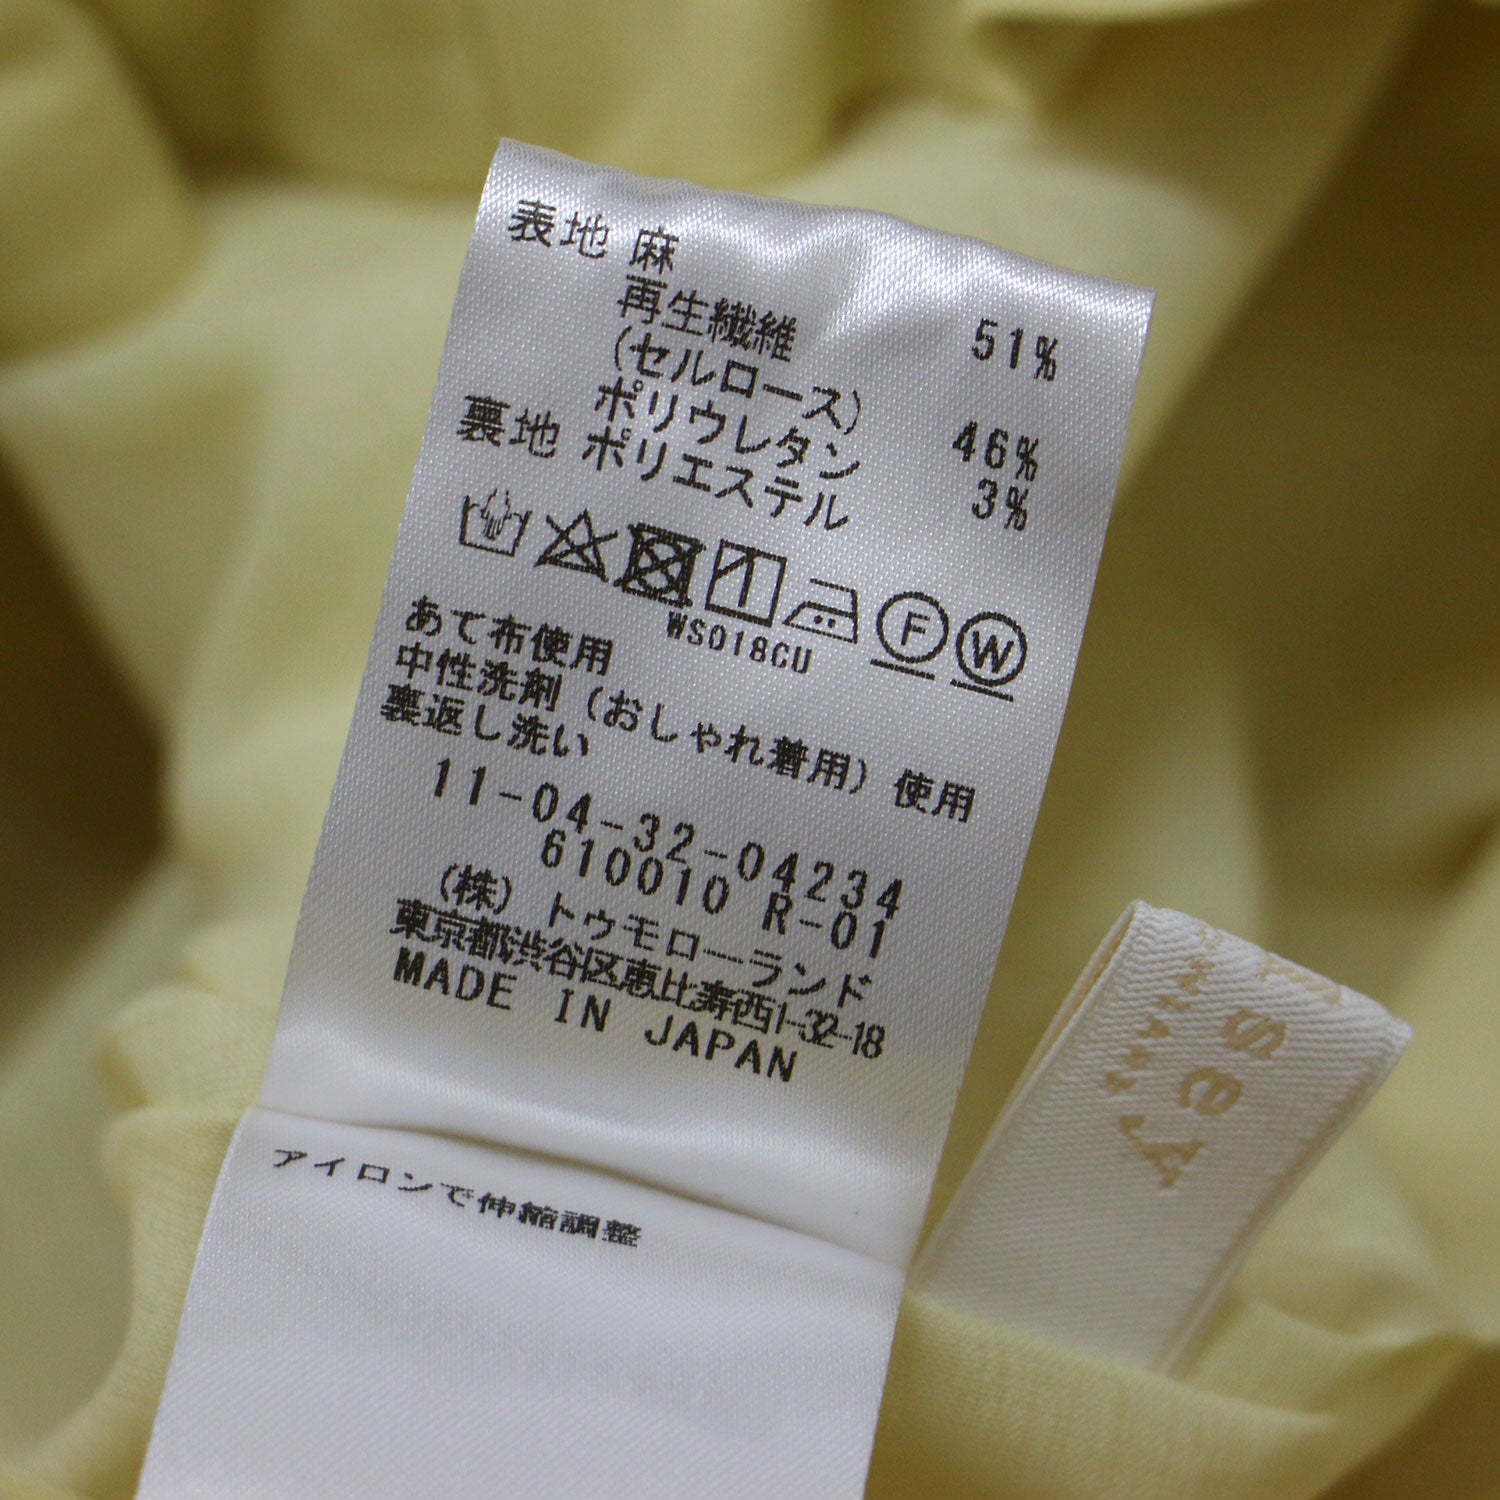 表地 麻 51%
再生繊維
(セルロース) 46%
ポリウレタン 3%
裏地 ポリエステル
F W
WS018CU
あて布使用
中性洗剤(おしゃれ着用)使用
裏返し洗い
11-04-32-04234
610010 R-01
(株)トゥモローランド
東京都渋谷区恵比寿西1-32-18
MADE IN JAPAN
アイロンで伸縮調整